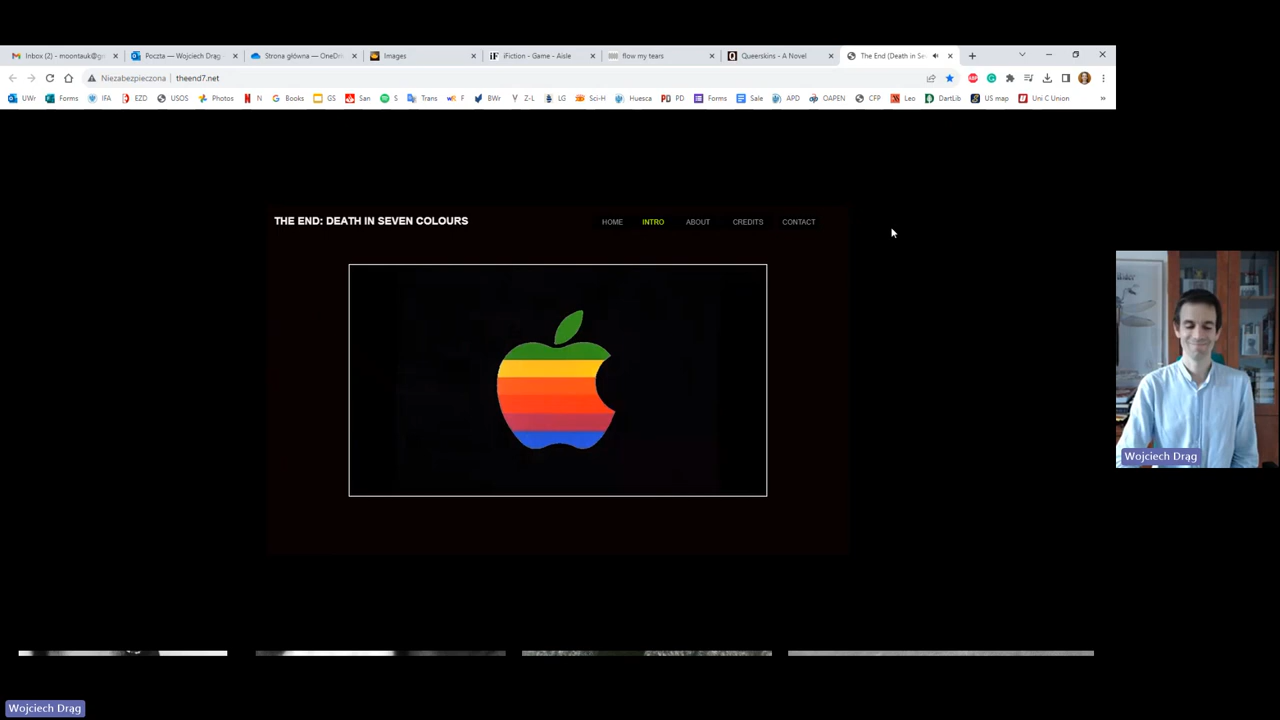 Inbox (2) - moontauk@gm
Poczta — Wojciech Drąg
Strona główna — OneDri
Images
iFiction - Game - Aisle
flow my tears
Queerskins - A Novel
The End (Death in Se
Niezabezpieczona
theend7.net
UWr
Forms
IFA
EZD
USOS
Photos
N
Books
GS
San
S
Trans
F
BWr
Z-L
LG
Sci-H
Huesca
PD
Forms
Sale
APD
OAPEN
CFP
Leo
DartLib
US map
Uni C Union
THE END: DEATH IN SEVEN COLOURS
HOME
INTRO
ABOUT
CREDITS
CONTACT
Wojciech Drąg
Wojciech Drąg